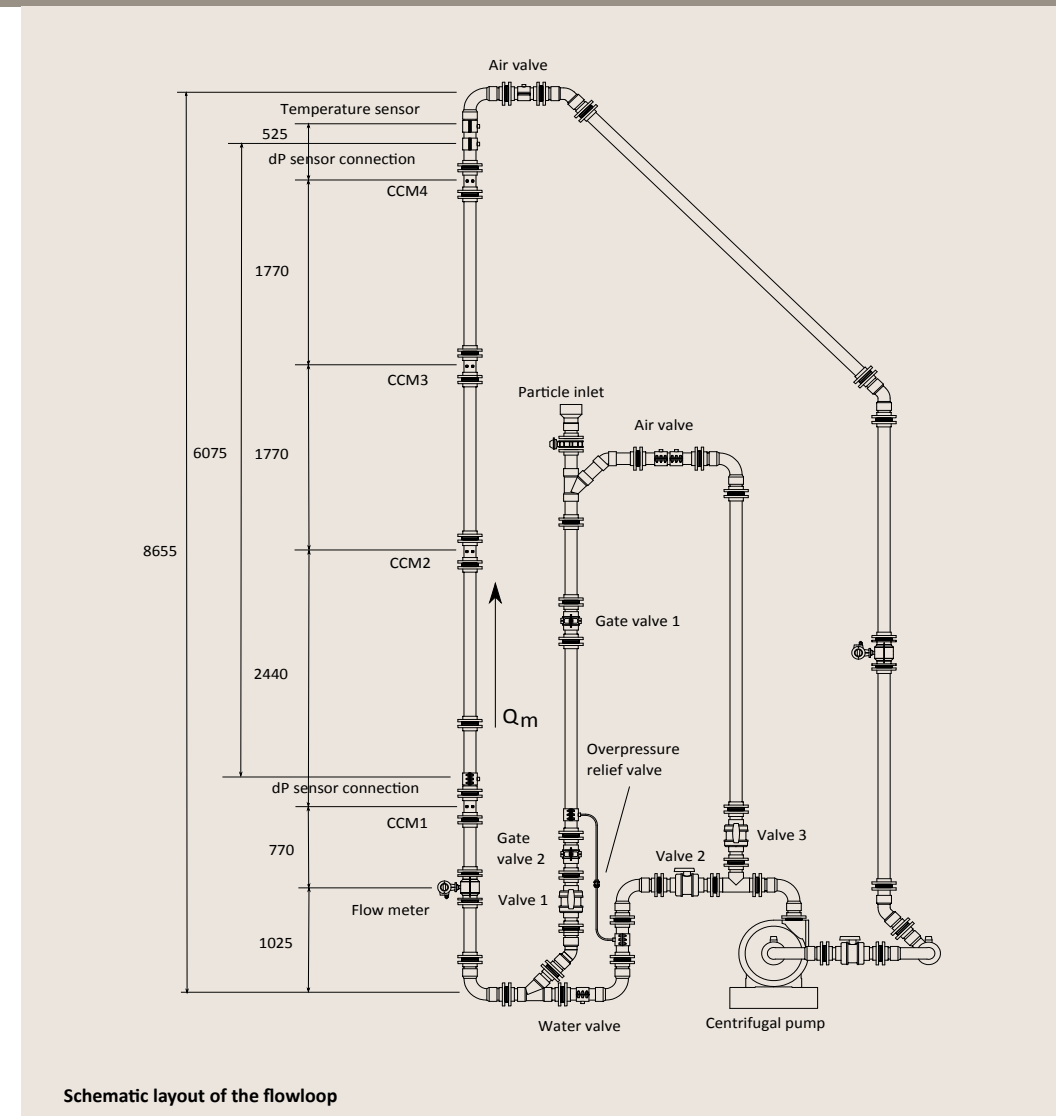 Air valve
Temperature sensor
525
dP sensor connection
CCM4
1770
CCM3
Particle inlet
Air valve
6075
1770
8655
CCM2
Gate valve 1
2440
Qm
Overpressure
relief valve
dP sensor connection
CCM1
Gate
valve 2
Valve 3
770
Valve 2
Valve 1
Flow meter
1025
Water valve
Centrifugal pump
Schematic layout of the flowloop